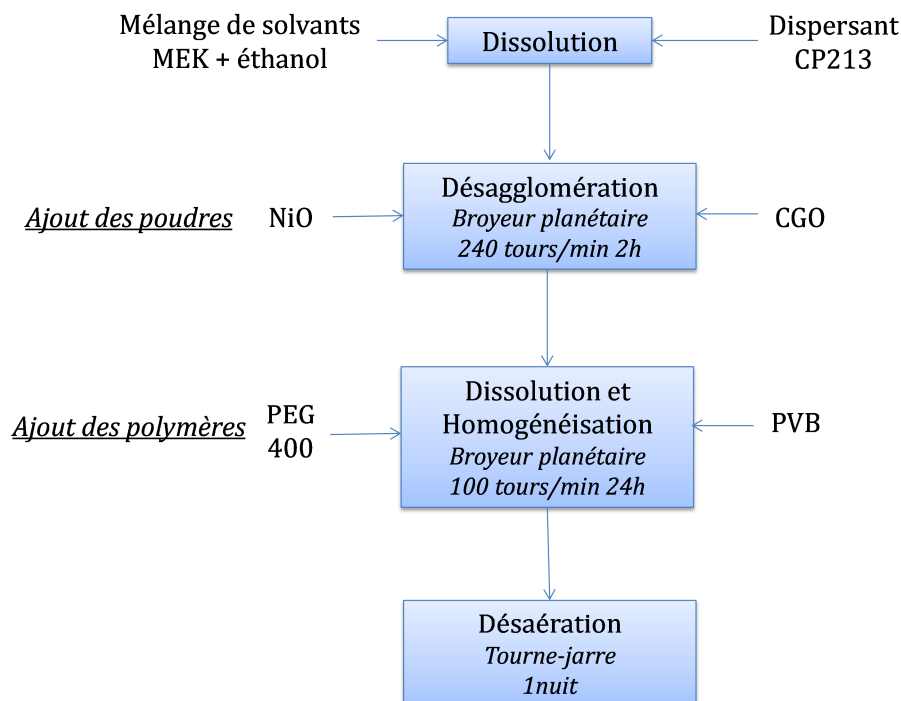 Mélange de solvants
MEK + éthanol
Dissolution
Dispersant
CP213
Ajout des poudres
NiO
Désagglomération
Broyeur planétaire
240 tours/min 2h
CGO
Ajout des polymères
PEG
400
Dissolution et
Homogénéisation
Broyeur planétaire
100 tours/min 24h
PVB
Désaération
Tourne-jarre
1nuit